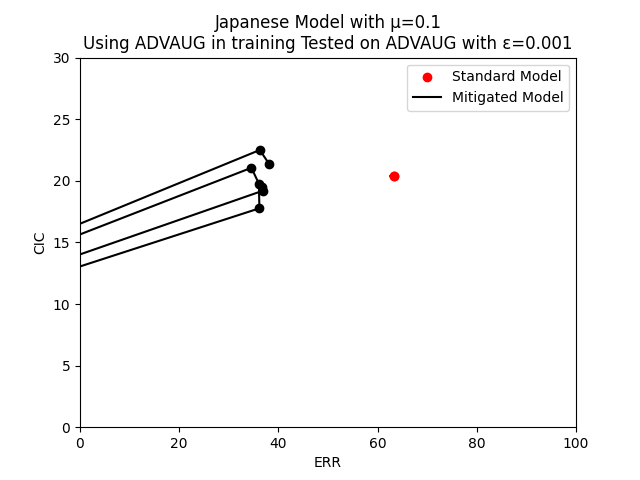 Japanese Model with μ=0.1
Using ADVAUG in training Tested on ADVAUG with ε=0.001
Standard Model
Mitigated Model
CIC
30
25
20
15
10
5
0
0 20 40 60 80 100
ERR